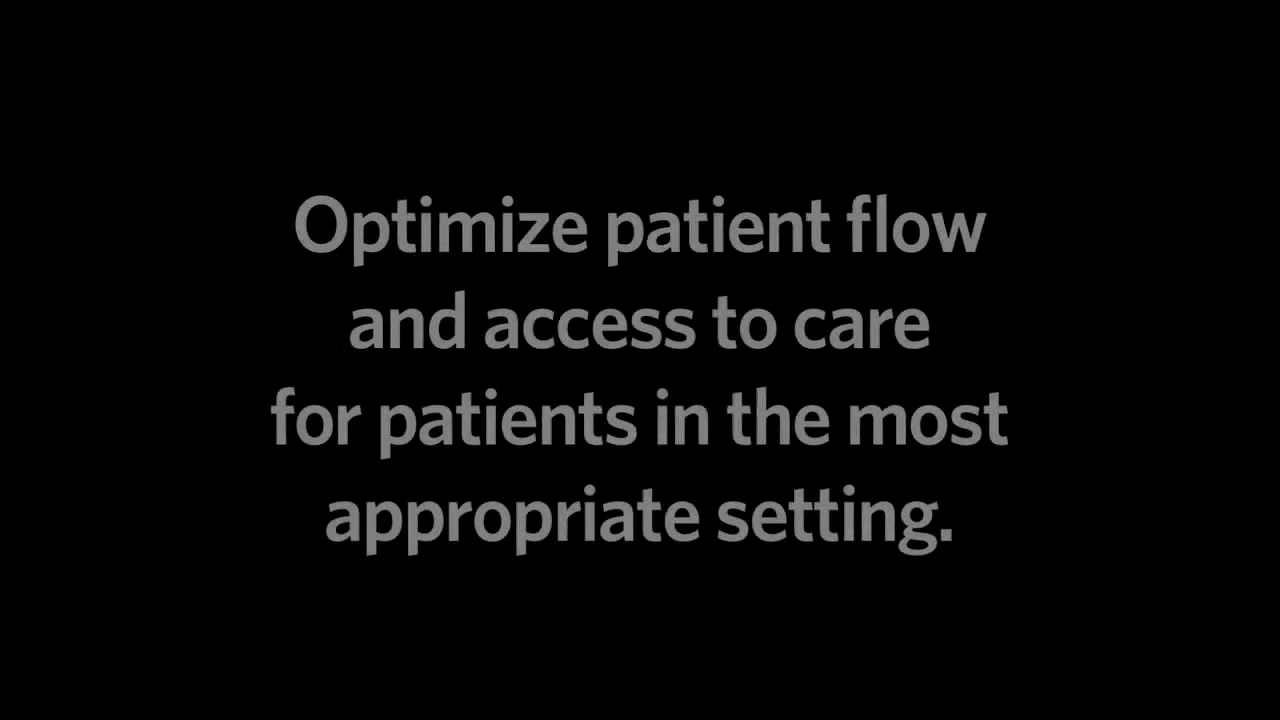 Optimize patient flow
and access to care
for patients in the most
appropriate setting.